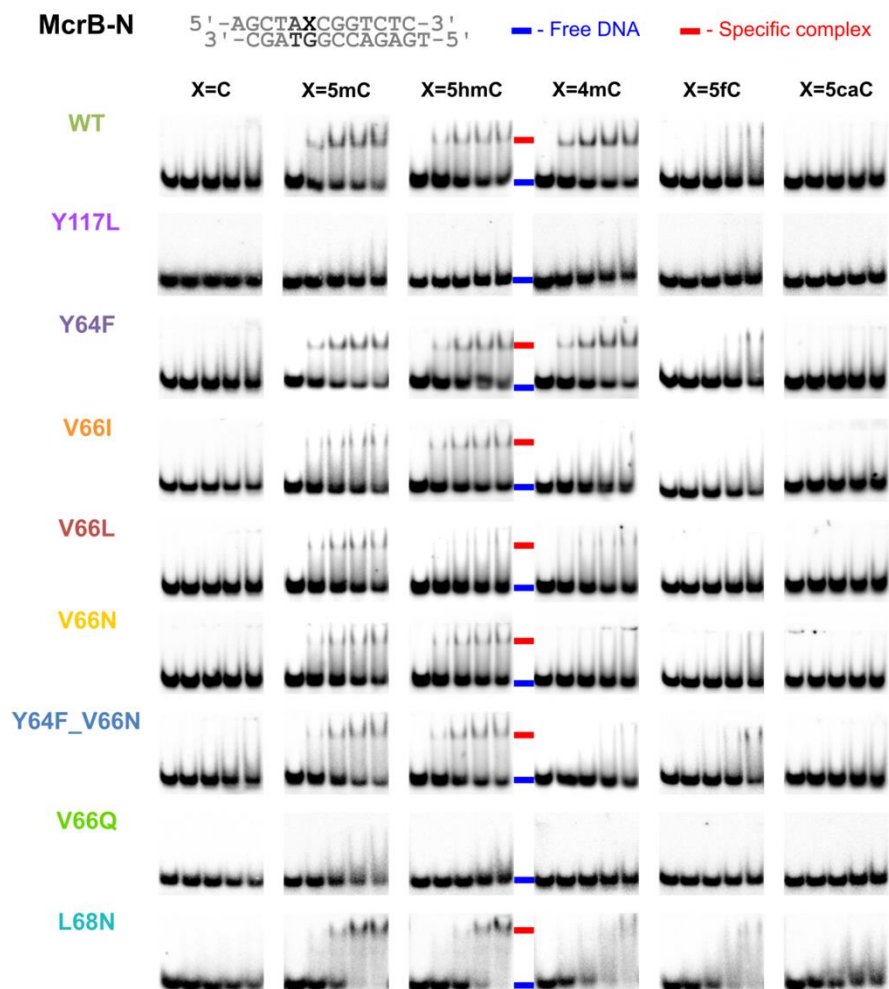 McrB-N
5'-AGCTAXCGGTCTC-3'
3'-CGATGGCCAGAGT-5'
- Free DNA
- Specific complex
X=C X=5mC X=5hmC X=4mC X=5fC X=5caC
WT
Y117L
Y64F
V66I
V66L
V66N
Y64F_V66N
V66Q
L68N